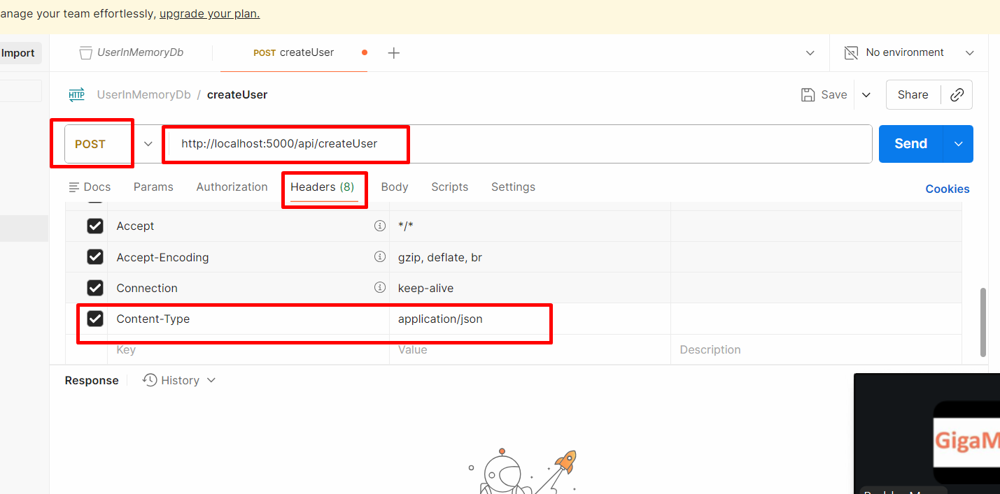 anage your team effortlessly, upgrade your plan.
Import
UserInMemoryDb
POST createUser
No environment
HTTP
UserInMemoryDb / createUser
Save
Share
POST
http://localhost:5000/api/createUser
Send
Docs
Params
Authorization
Headers (8)
Body
Scripts
Settings
Cookies
Accept
*/*
Accept-Encoding
gzip, deflate, br
Connection
keep-alive
Content-Type
application/json
Key
Value
Description
Response
History
GigaM